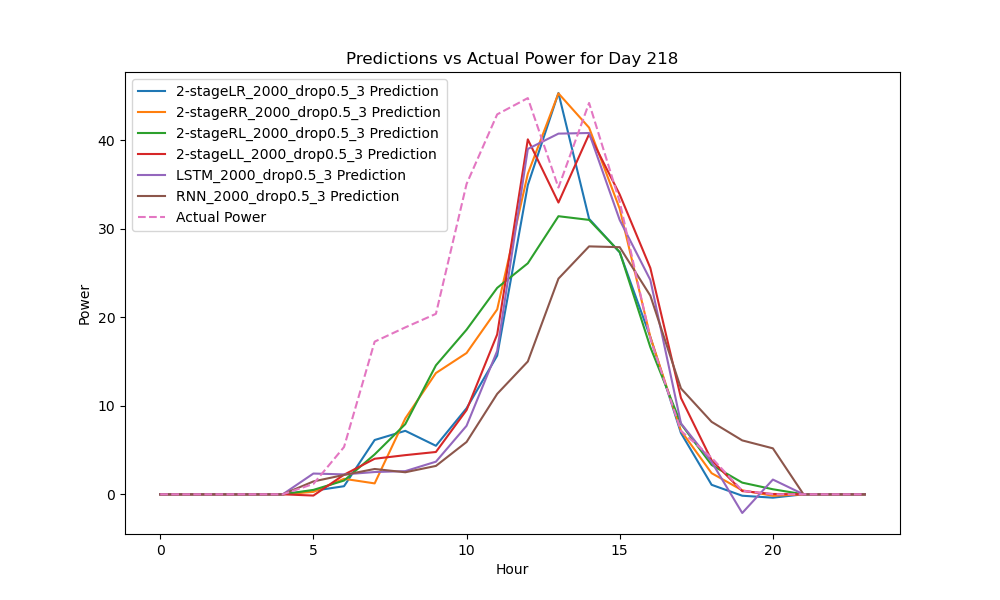 Predictions vs Actual Power for Day 218
2-stageLR_2000_drop0.5_3 Prediction
2-stageRR_2000_drop0.5_3 Prediction
2-stageRL_2000_drop0.5_3 Prediction
2-stageLL_2000_drop0.5_3 Prediction
LSTM_2000_drop0.5_3 Prediction
RNN_2000_drop0.5_3 Prediction
Actual Power
40
30
20
10
0
Power
0 5 10 15 20
Hour